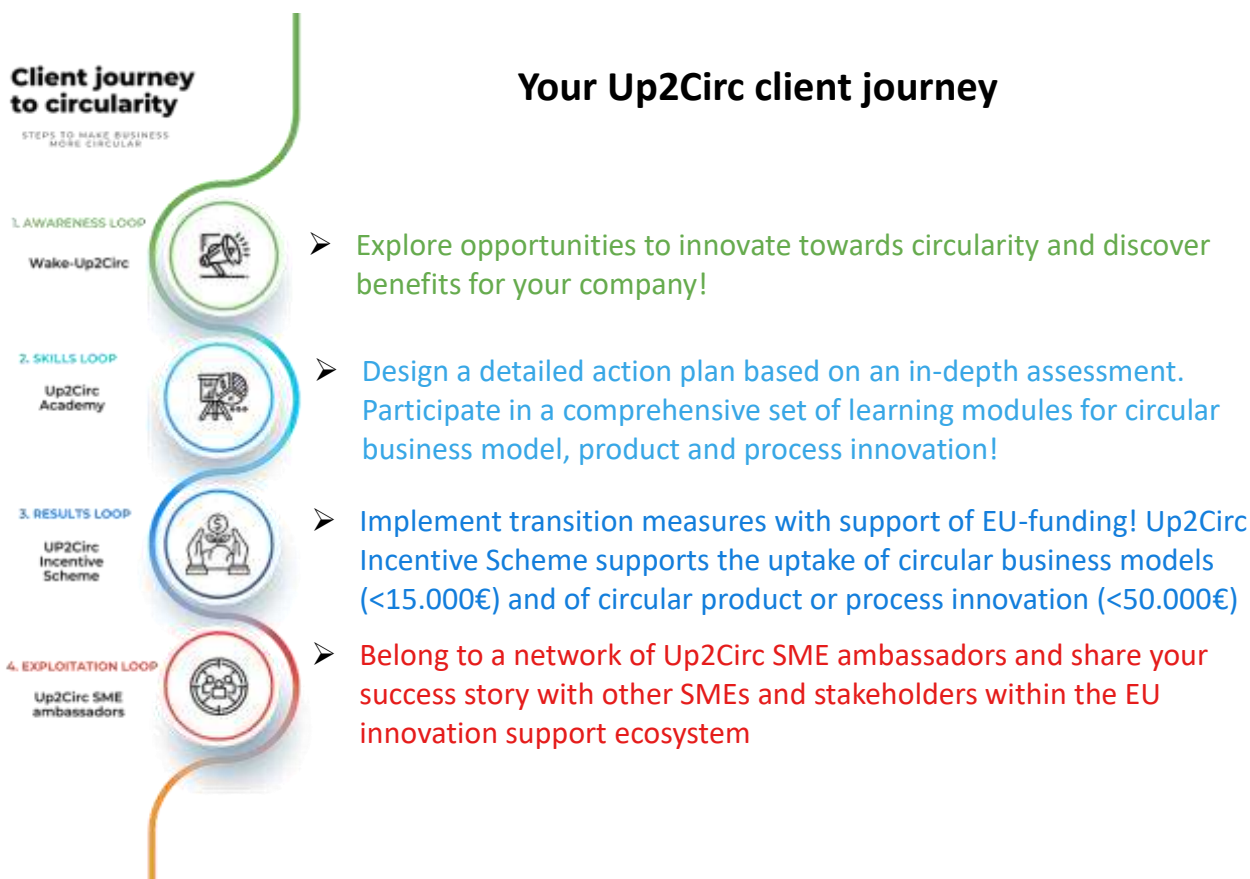 Client journey
to circularity
STEPS TO MAKE BUSINESS
MORE CIRCULAR
Your Up2Circ client journey
1. AWARENESS LOOP
Wake-Up2Circ
➢ Explore opportunities to innovate towards circularity and discover
benefits for your company!
2. SKILLS LOOP
Up2Circ
Academy
➢ Design a detailed action plan based on an in-depth assessment.
Participate in a comprehensive set of learning modules for circular
business model, product and process innovation!
3. RESULTS LOOP
UP2Circ
Incentive
Scheme
➢ Implement transition measures with support of EU-funding! Up2Circ
Incentive Scheme supports the uptake of circular business models
(<15.000€) and of circular product or process innovation (<50.000€)
4. EXPLOITATION LOOP
Up2Circ SME
ambassadors
➢ Belong to a network of Up2Circ SME ambassadors and share your
success story with other SMEs and stakeholders within the EU
innovation support ecosystem